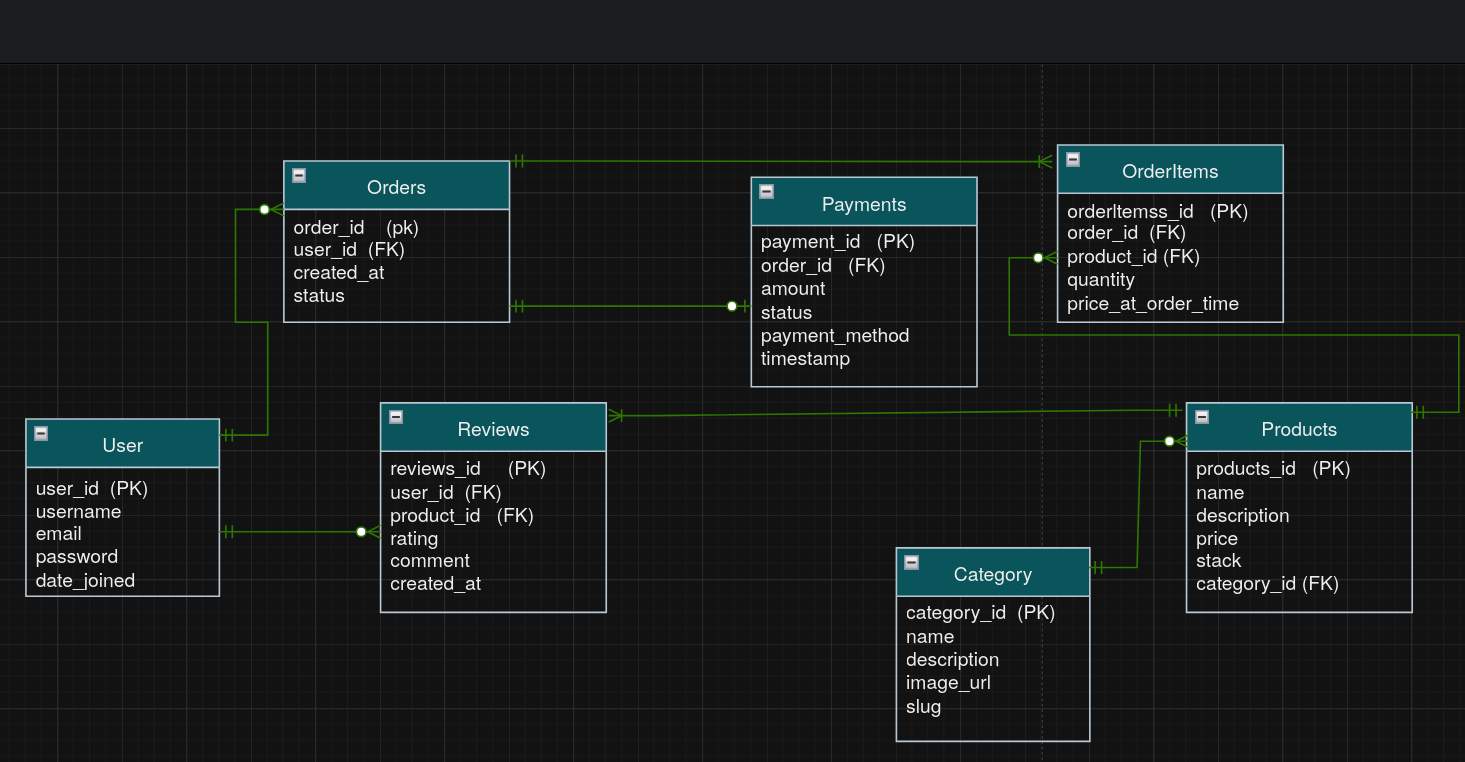 Orders
order_id (pk)
user_id (FK)
created_at
status
Payments
payment_id (PK)
order_id (FK)
amount
status
payment_method
timestamp
OrderItems
orderItemss_id (PK)
order_id (FK)
product_id (FK)
quantity
price_at_order_time
User
user_id (PK)
username
email
password
date_joined
Reviews
reviews_id (PK)
user_id (FK)
product_id (FK)
rating
comment
created_at
Category
category_id (PK)
name
description
image_url
slug
Products
products_id (PK)
name
description
price
stack
category_id (FK)